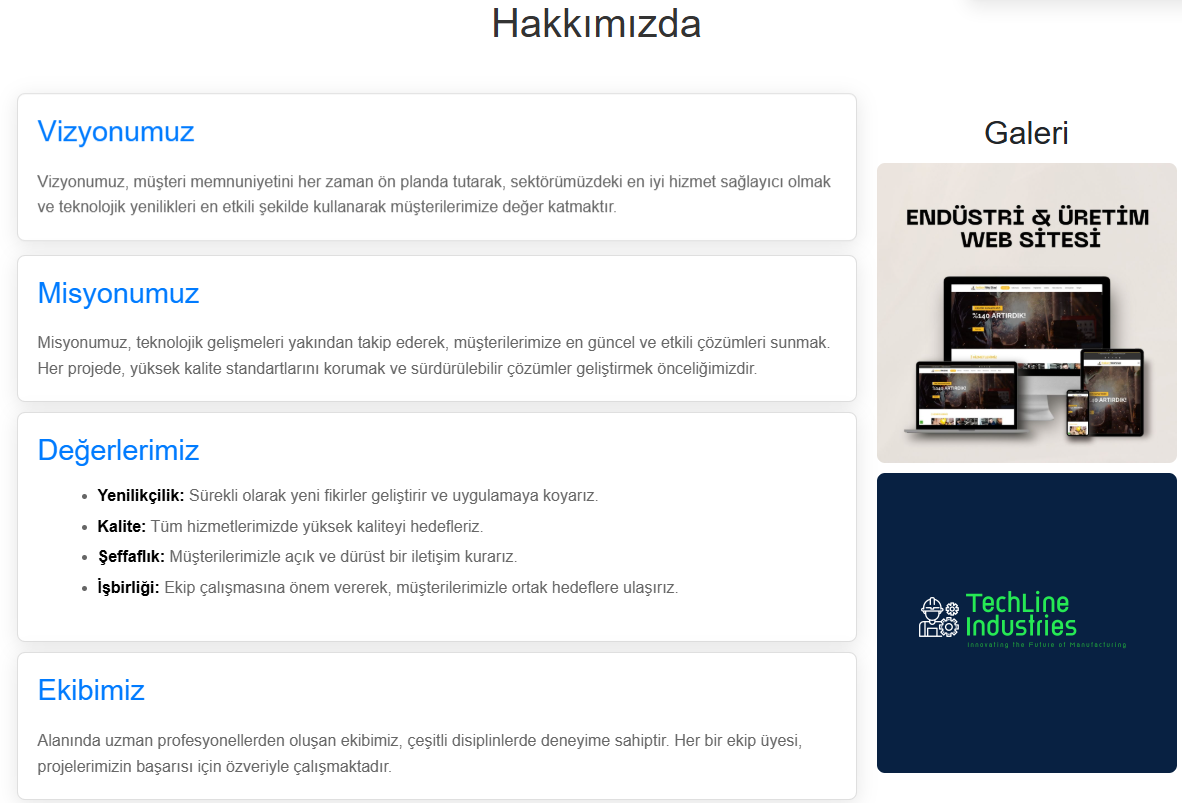 Hakkımızda
Vizyonumuz
Vizyonumuz, müşteri memnuniyetini her zaman ön planda tutarak, sektörümüzdeki en iyi hizmet sağlayıcı olmak
ve teknolojik yenilikleri en etkili şekilde kullanarak müşterilerimize değer katmaktır.
Misyonumuz
Misyonumuz, teknolojik gelişmeleri yakından takip ederek, müşterilerimize en güncel ve etkili çözümleri sunmak.
Her projede, yüksek kalite standartlarını korumak ve sürdürülebilir çözümler geliştirmek önceliğimizdir.
Değerlerimiz
Yenilikçilik: Sürekli olarak yeni fikirler geliştirir ve uygulamaya koyarız.
Kalite: Tüm hizmetlerimizde yüksek kaliteyi hedefleriz.
Şeffaflık: Müşterilerimizle açık ve dürüst bir iletişim kurarız.
İşbirliği: Ekip çalışmasına önem vererek, müşterilerimizle ortak hedeflere ulaşırız.
Ekibimiz
Alanında uzman profesyonellerden oluşan ekibimiz, çeşitli disiplinlerde deneyime sahiptir. Her bir ekip üyesi,
projelerimizin başarısı için özveriyle çalışmaktadır.
Galeri
ENDÜSTRİ & ÜRETİM
WEB SİTESİ
%140 ARTIRDIK!
TechLine
Industries
Innovating the Future of Manufacturing